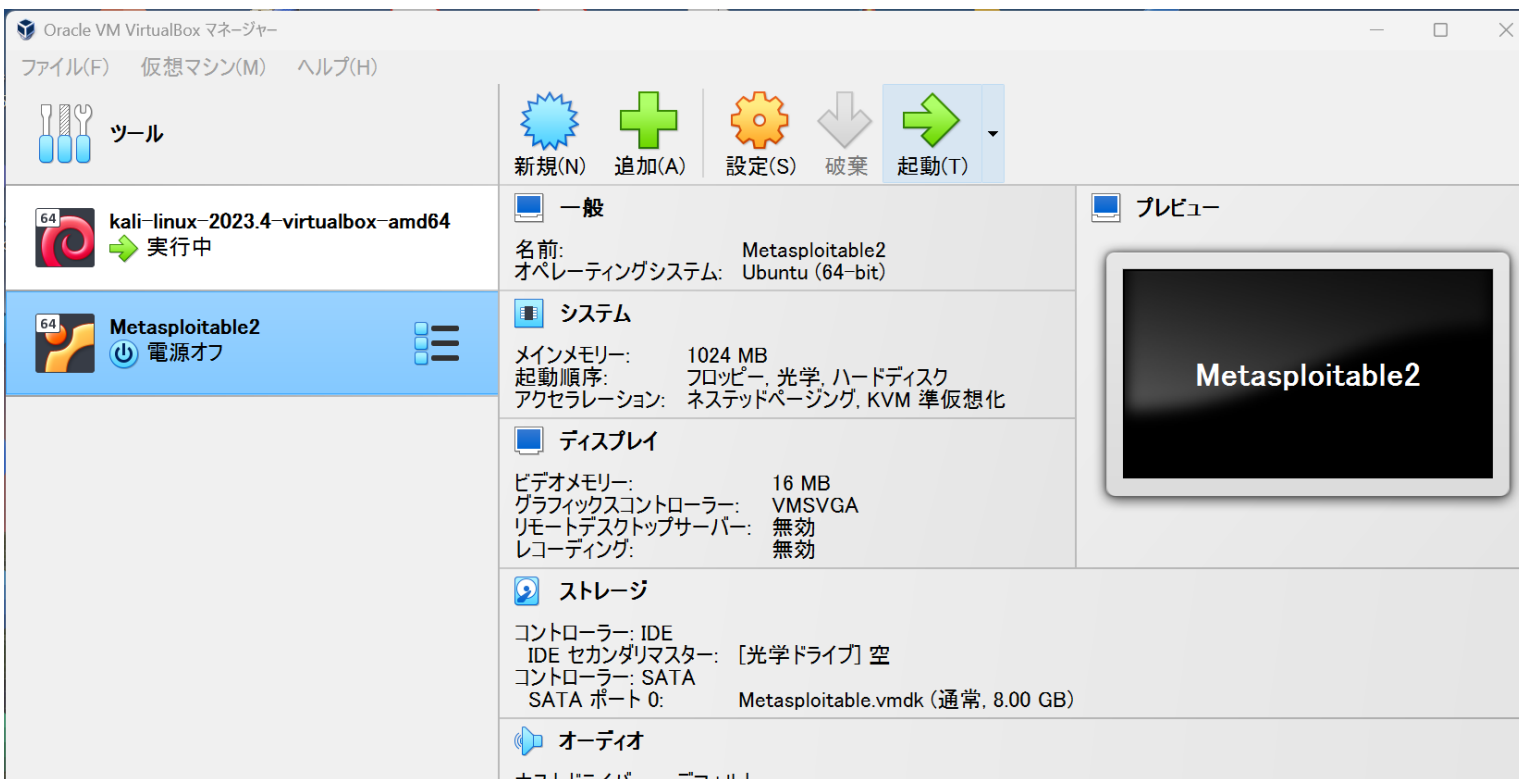 Oracle VM VirtualBox マネージャー
ファイル(F) 仮想マシン(M) ヘルプ(H)
ツール
新規(N) 追加(A) 設定(S) 破棄 起動(T)
64
kali-linux-2023.4-virtualbox-amd64
実行中
64
Metasploitable2
電源オフ
一般
名前: Metasploitable2
オペレーティングシステム: Ubuntu (64-bit)
システム
メインメモリー: 1024 MB
起動順序: フロッピー, 光学, ハードディスク
アクセラレーション: ネステッドページング, KVM 準仮想化
ディスプレイ
ビデオメモリー: 16 MB
グラフィックスコントローラー: VMSVGA
リモートデスクトップサーバー: 無効
レコーディング: 無効
プレビュー
Metasploitable2
ストレージ
コントローラー: IDE
IDE セカンダリマスター: [光学ドライブ] 空
コントローラー: SATA
SATA ポート 0: Metasploitable.vmdk (通常, 8.00 GB)
オーディオ